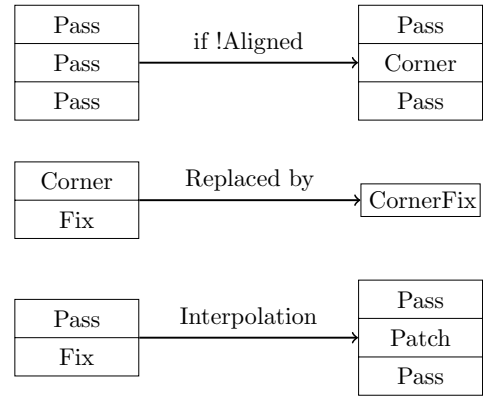 Pass
Pass
Pass
if !Aligned
Pass
Corner
Pass
Corner
Fix
Replaced by
CornerFix
Pass
Fix
Interpolation
Pass
Patch
Pass